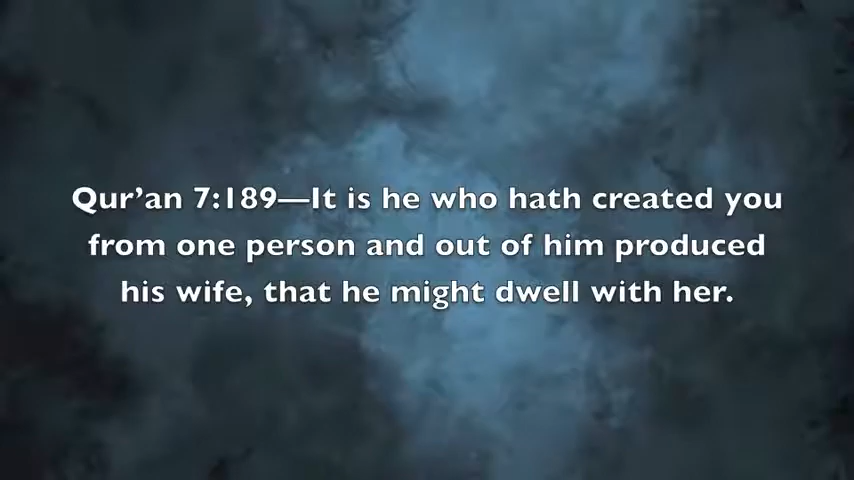 Qur’an 7:189—It is he who hath created you
from one person and out of him produced
his wife, that he might dwell with her.